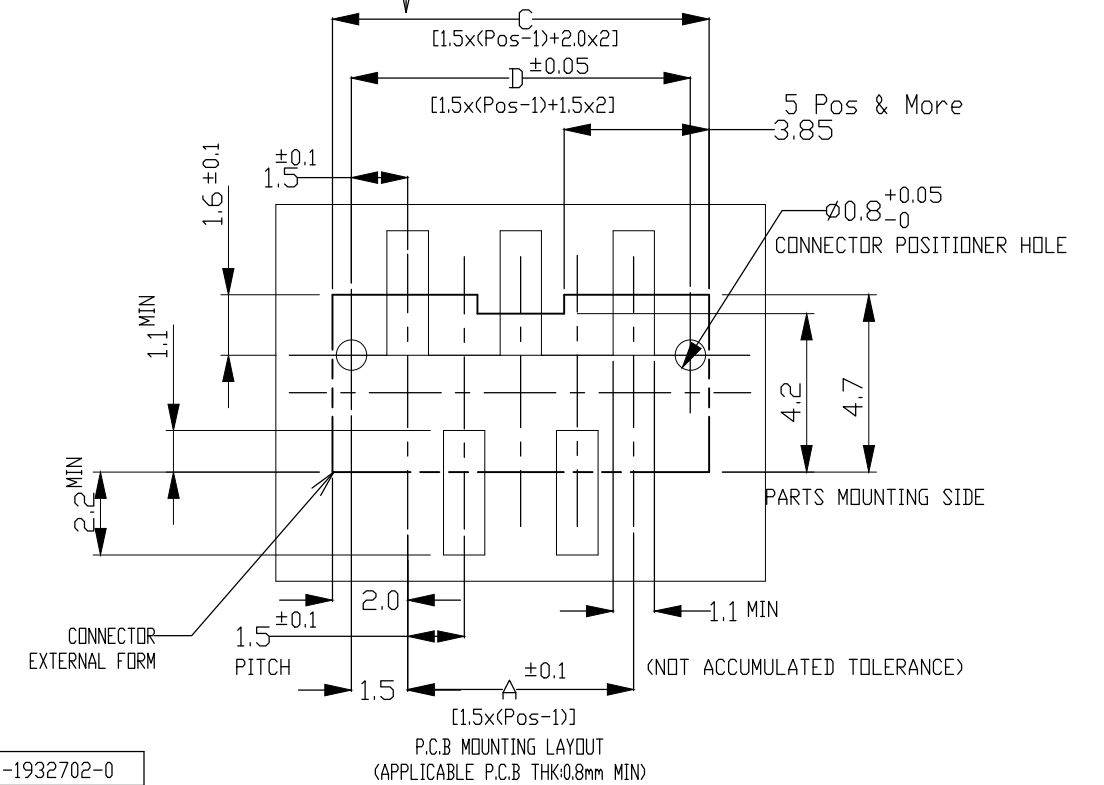 C
[1.5x(Pos-1)+2.0x2]
D ±0.05
[1.5x(Pos-1)+1.5x2]
5 Pos & More
3.85
1.5 ±0.1
1.6 ±0.1
⌀0.8 +0.05 -0
CONNECTOR POSITIONER HOLE
1.1 MIN
4.2
4.7
2.2 MIN
PARTS MOUNTING SIDE
2.0
1.1 MIN
1.5 ±0.1
PITCH
CONNECTOR
EXTERNAL FORM
(NOT ACCUMULATED TOLERANCE)
1.5
A ±0.1
[1.5x(Pos-1)]
P.C.B MOUNTING LAYOUT
(APPLICABLE P.C.B THK:0.8mm MIN)
-1932702-0